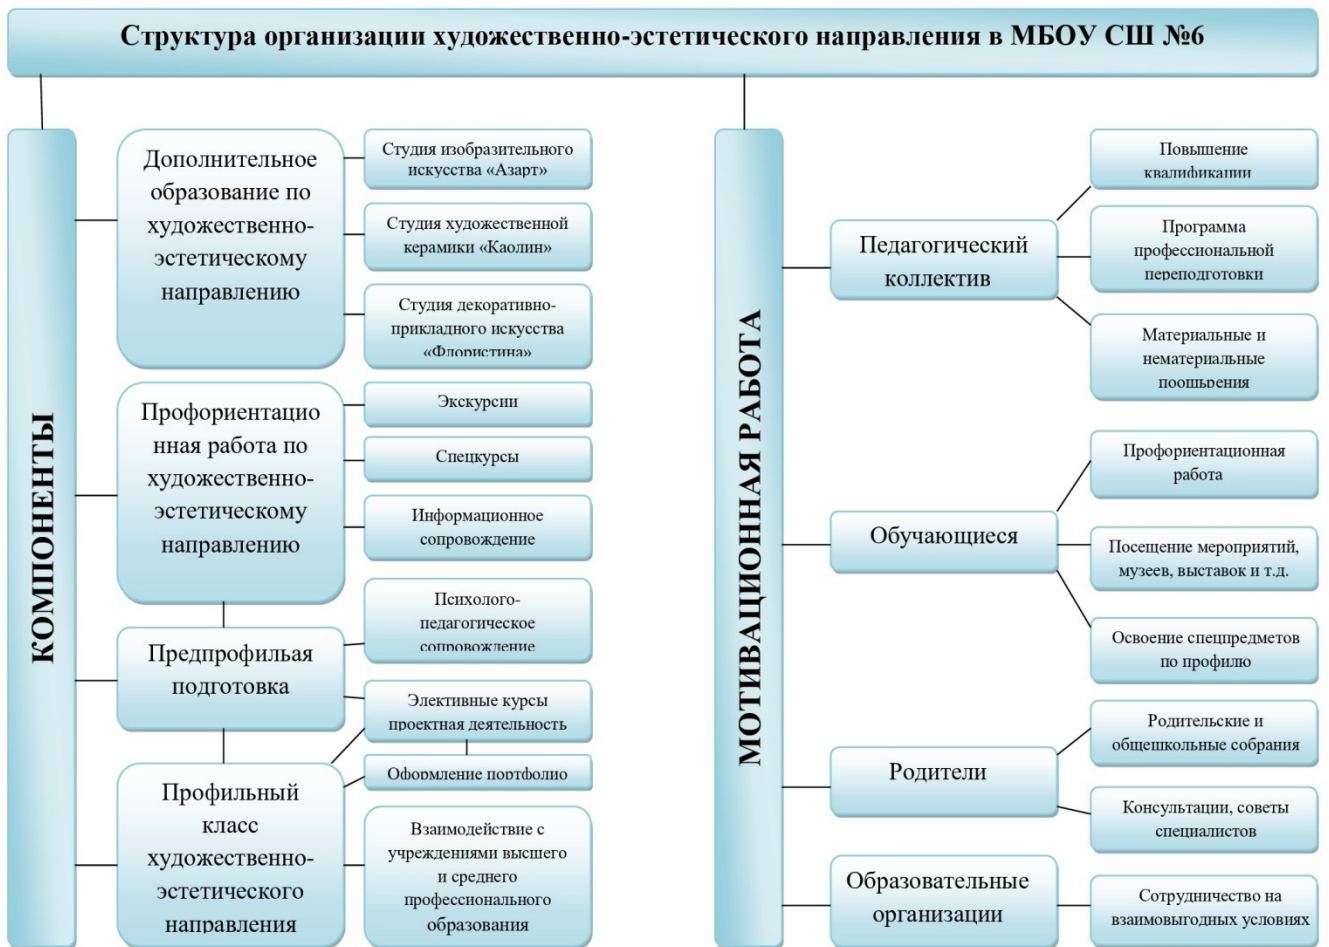 Структура организации художественно-эстетического направления в МБОУ СШ №6
КОМПОНЕНТЫ
Дополнительное
образование по
художественно-
эстетическому
направлению
Студия изобразительного
искусства «Азарт»
Студия художественной
керамики «Каолин»
Студия декоративно-
прикладного искусства
«Флористина»
Профориентацио
нная работа по
художественно-
эстетическому
направлению
Экскурсии
Спецкурсы
Информационное
сопровождение
Предпрофильая
подготовка
Психолого-
педагогическое
сопровождение
Элективные курсы
проектная деятельность
Оформление портфолио
Профильный
класс
художественно-
эстетического
направления
Взаимодействие с
учреждениями высшего
и среднего
профессионального
образования
МОТИВАЦИОННАЯ РАБОТА
Педагогический
коллектив
Повышение
квалификации
Программа
профессиональной
переподготовки
Материальные и
нематериальные
поощьрения
Обучающиеся
Профориентационная
работа
Посещение мероприятий,
музеев, выставок и т.д.
Освоение спецпредметов
по профилю
Родители
Родительские и
общешкольные собрания
Консультации, советы
специалистов
Образовательные
организации
Сотрудничество на
взаимовыгодных условиях